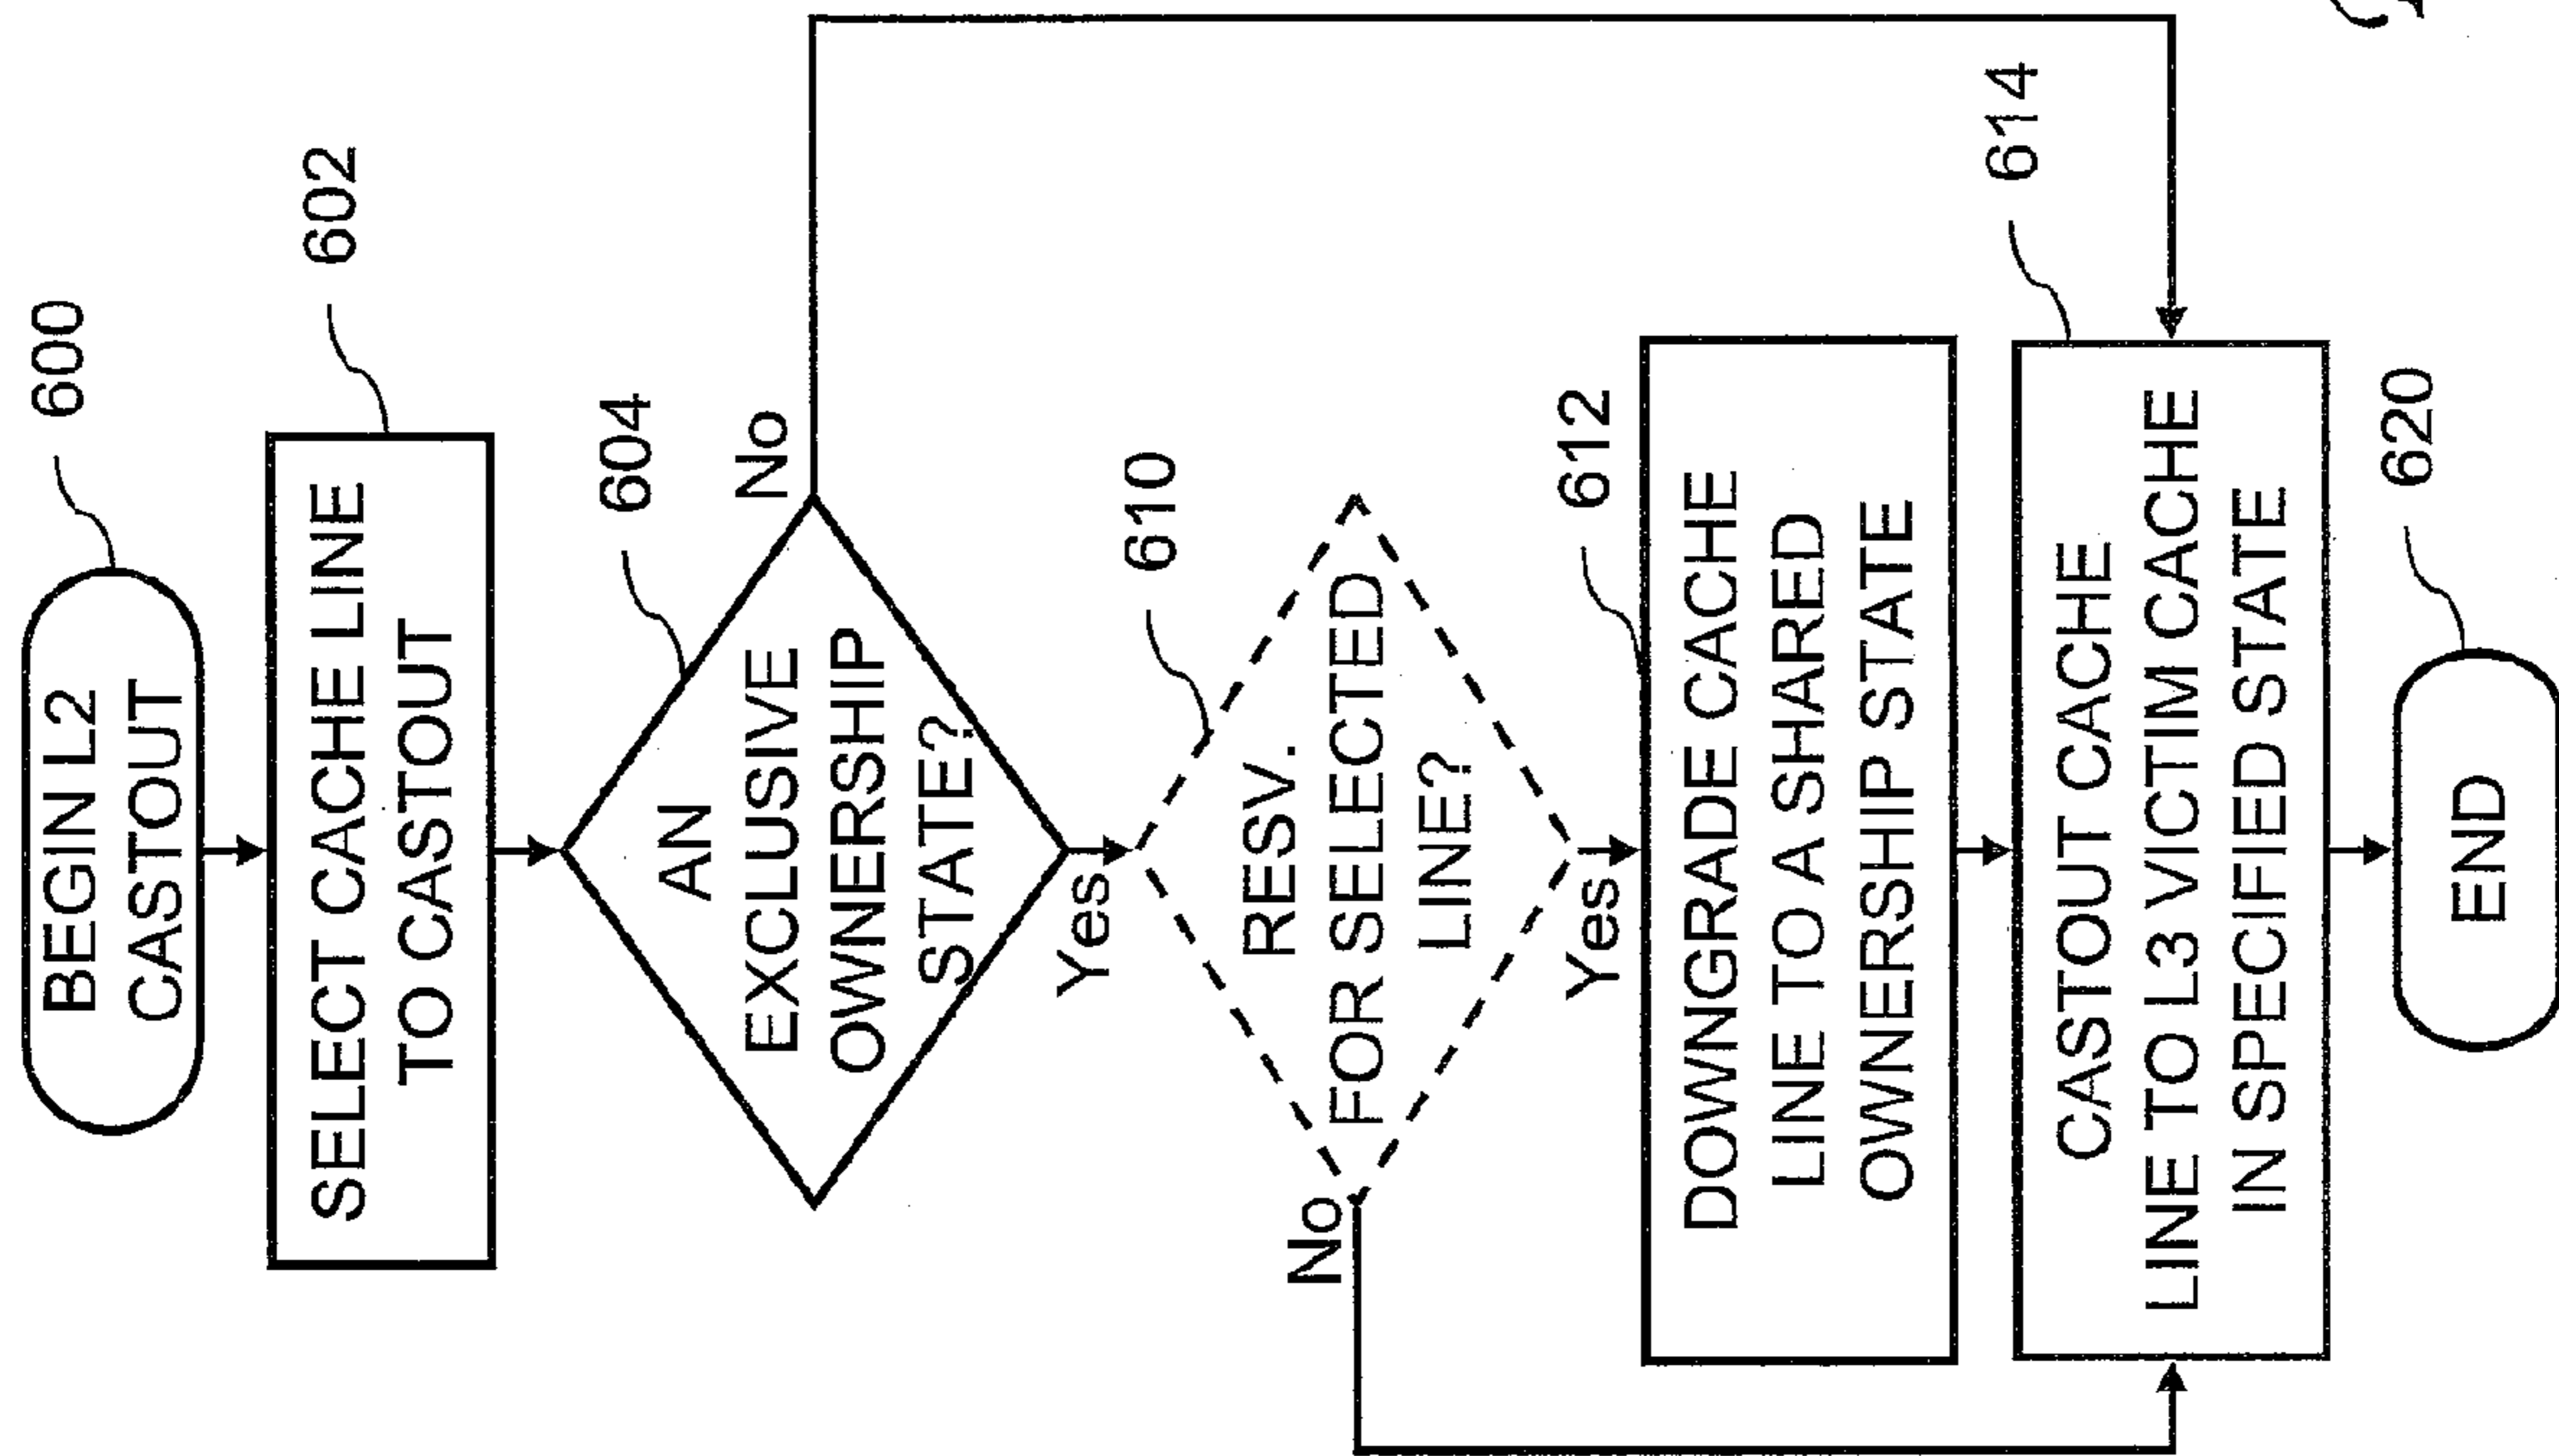 BEGIN L2
CASTOUT
600
SELECT CACHE LINE
TO CASTOUT
602
AN
EXCLUSIVE
OWNERSHIP
STATE?
604
No
Yes
RESV.
FOR SELECTED
LINE?
610
No
Yes
DOWNGRADE CACHE
LINE TO A SHARED
OWNERSHIP STATE
612
CASTOUT CACHE
LINE TO L3 VICTIM CACHE
IN SPECIFIED STATE
614
END
620